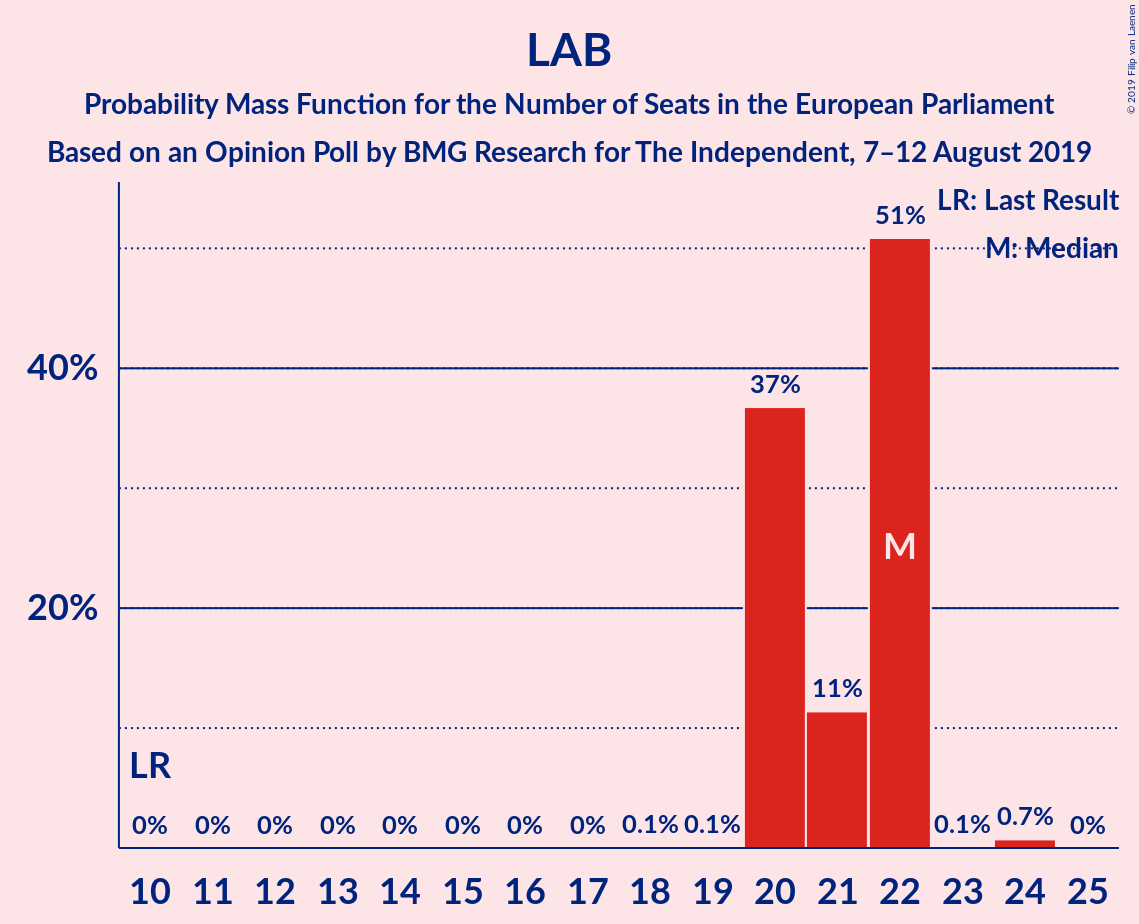 LAB
Probability Mass Function for the Number of Seats in the European Parliament
Based on an Opinion Poll by BMG Research for The Independent, 7–12 August 2019
© 2019 Filip van Laenen
LR: Last Result
M: Median
51%
40%
37%
M
20%
11%
LR
0% 0% 0% 0% 0% 0% 0% 0% 0.1% 0.1% 0.1% 0.7% 0%
10 11 12 13 14 15 16 17 18 19 20 21 22 23 24 25